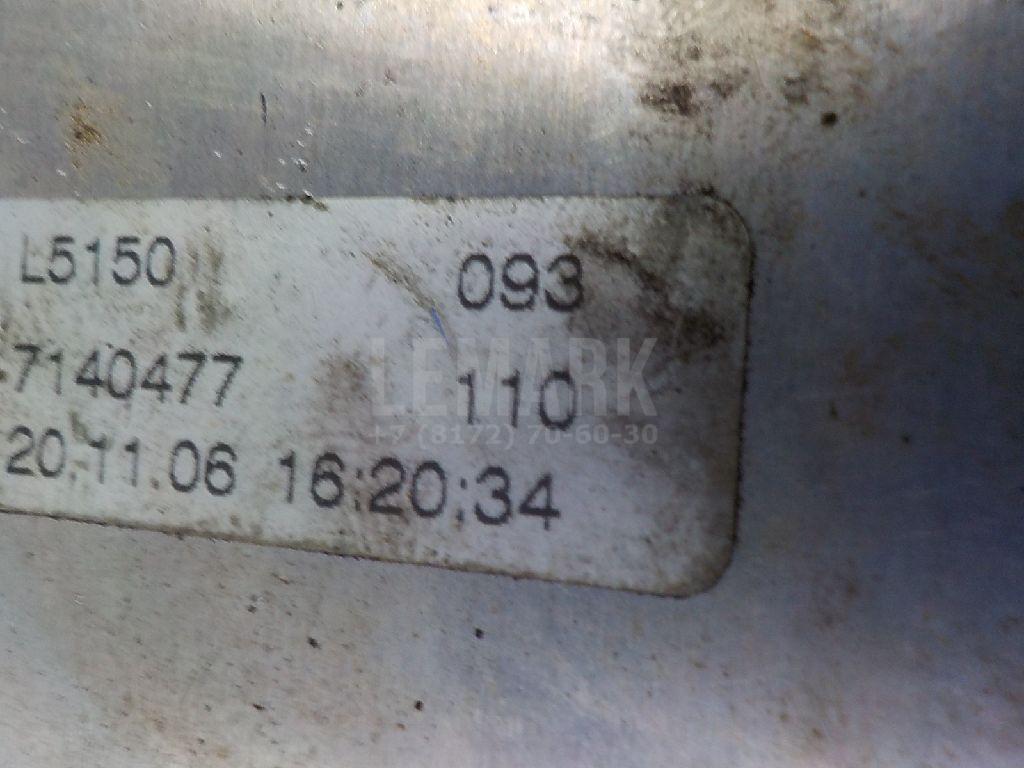 L5150 093
7140477 110
20.11.06 16:20:34
LEMARK
+7 (8172) 70-60-30